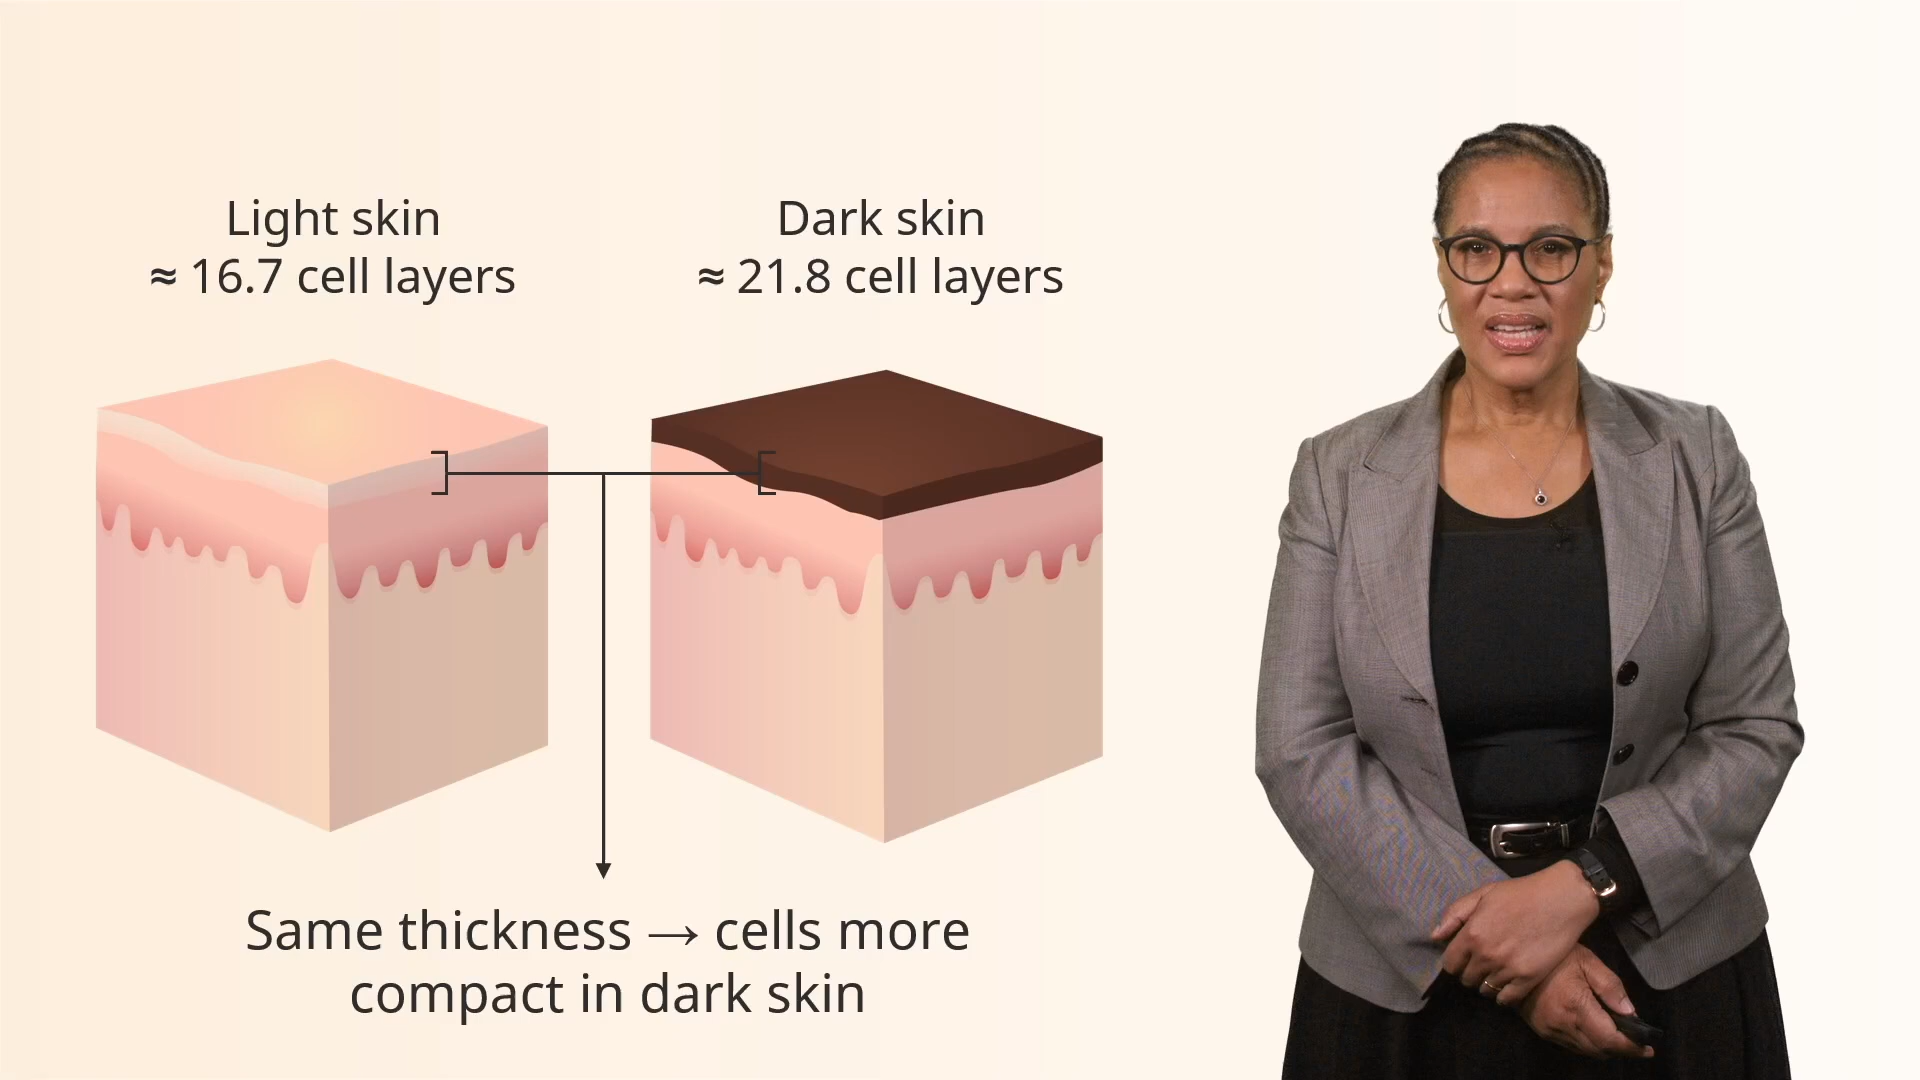 Light skin
≈ 16.7 cell layers
Dark skin
≈ 21.8 cell layers
Same thickness → cells more
compact in dark skin